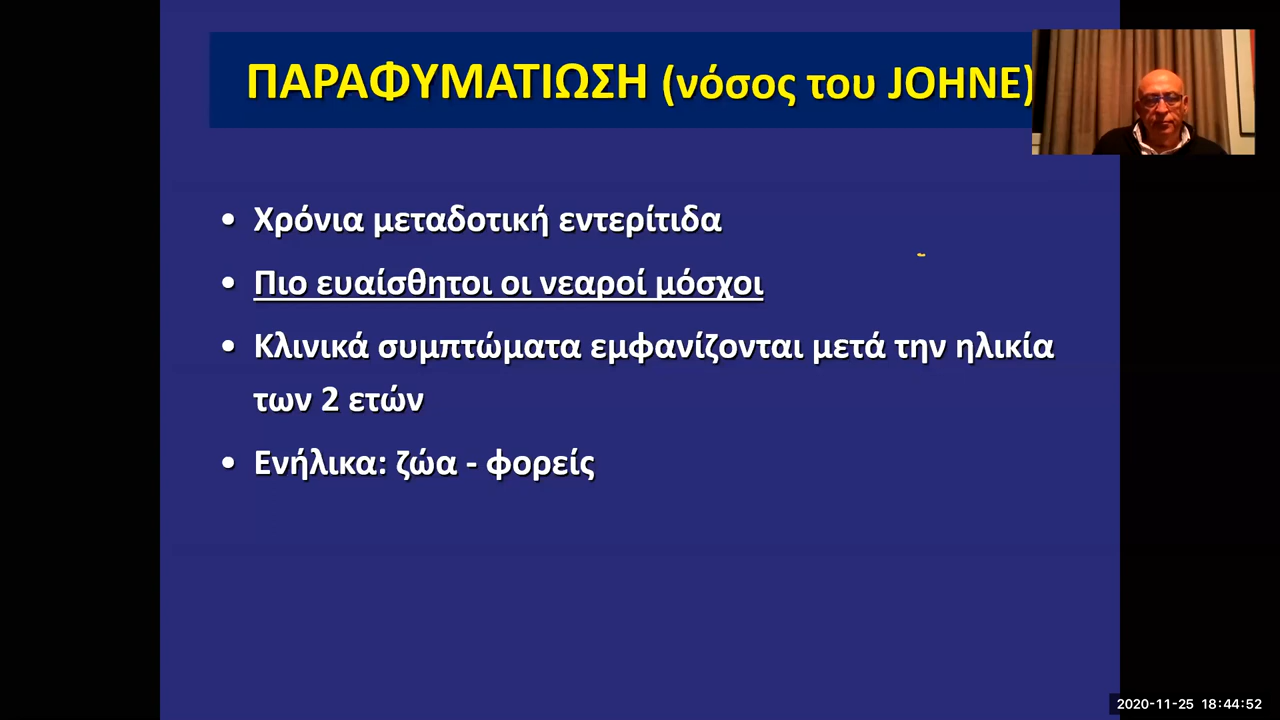 ΠΑΡΑΦΥΜΑΤΙΩΣΗ (νόσος του JOHNE)
• Χρόνια μεταδοτική εντερίτιδα
• Πιο ευαίσθητοι οι νεαροί μόσχοι
• Κλινικά συμπτώματα εμφανίζονται μετά την ηλικία
των 2 ετών
• Ενήλικα: ζώα - φορείς
2020-11-25 18:44:52